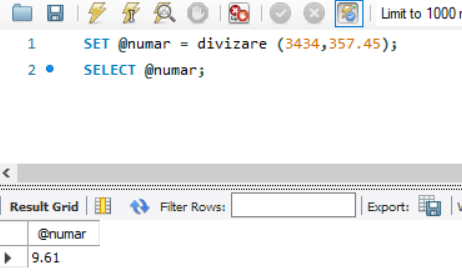 Limit to 1000 r
1 SET @numar = divizare (3434,357.45);
2 SELECT @numar;
Result Grid Filter Rows: Export:
@numar
9.61